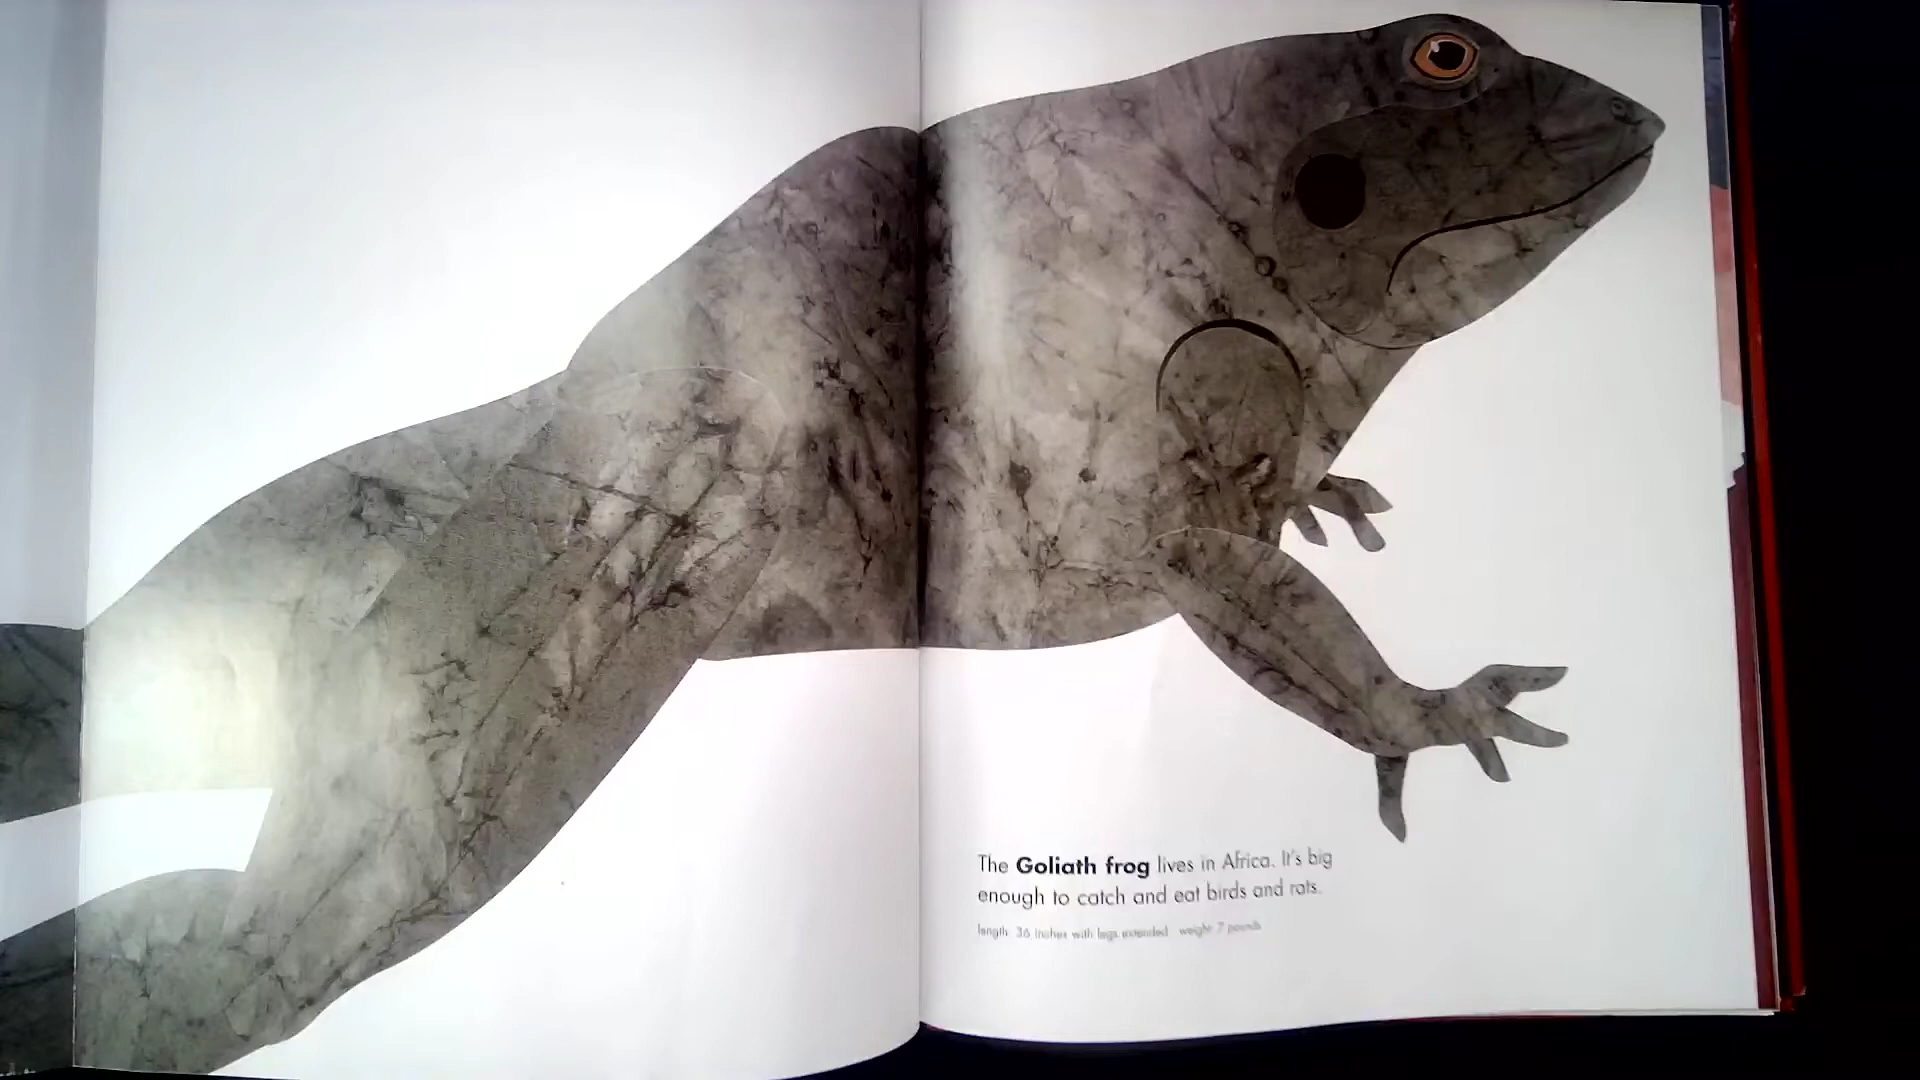 The Goliath frog lives in Africa. It's big
enough to catch and eat birds and rats.
length: 36 inches with legs extended weight: 7 pounds